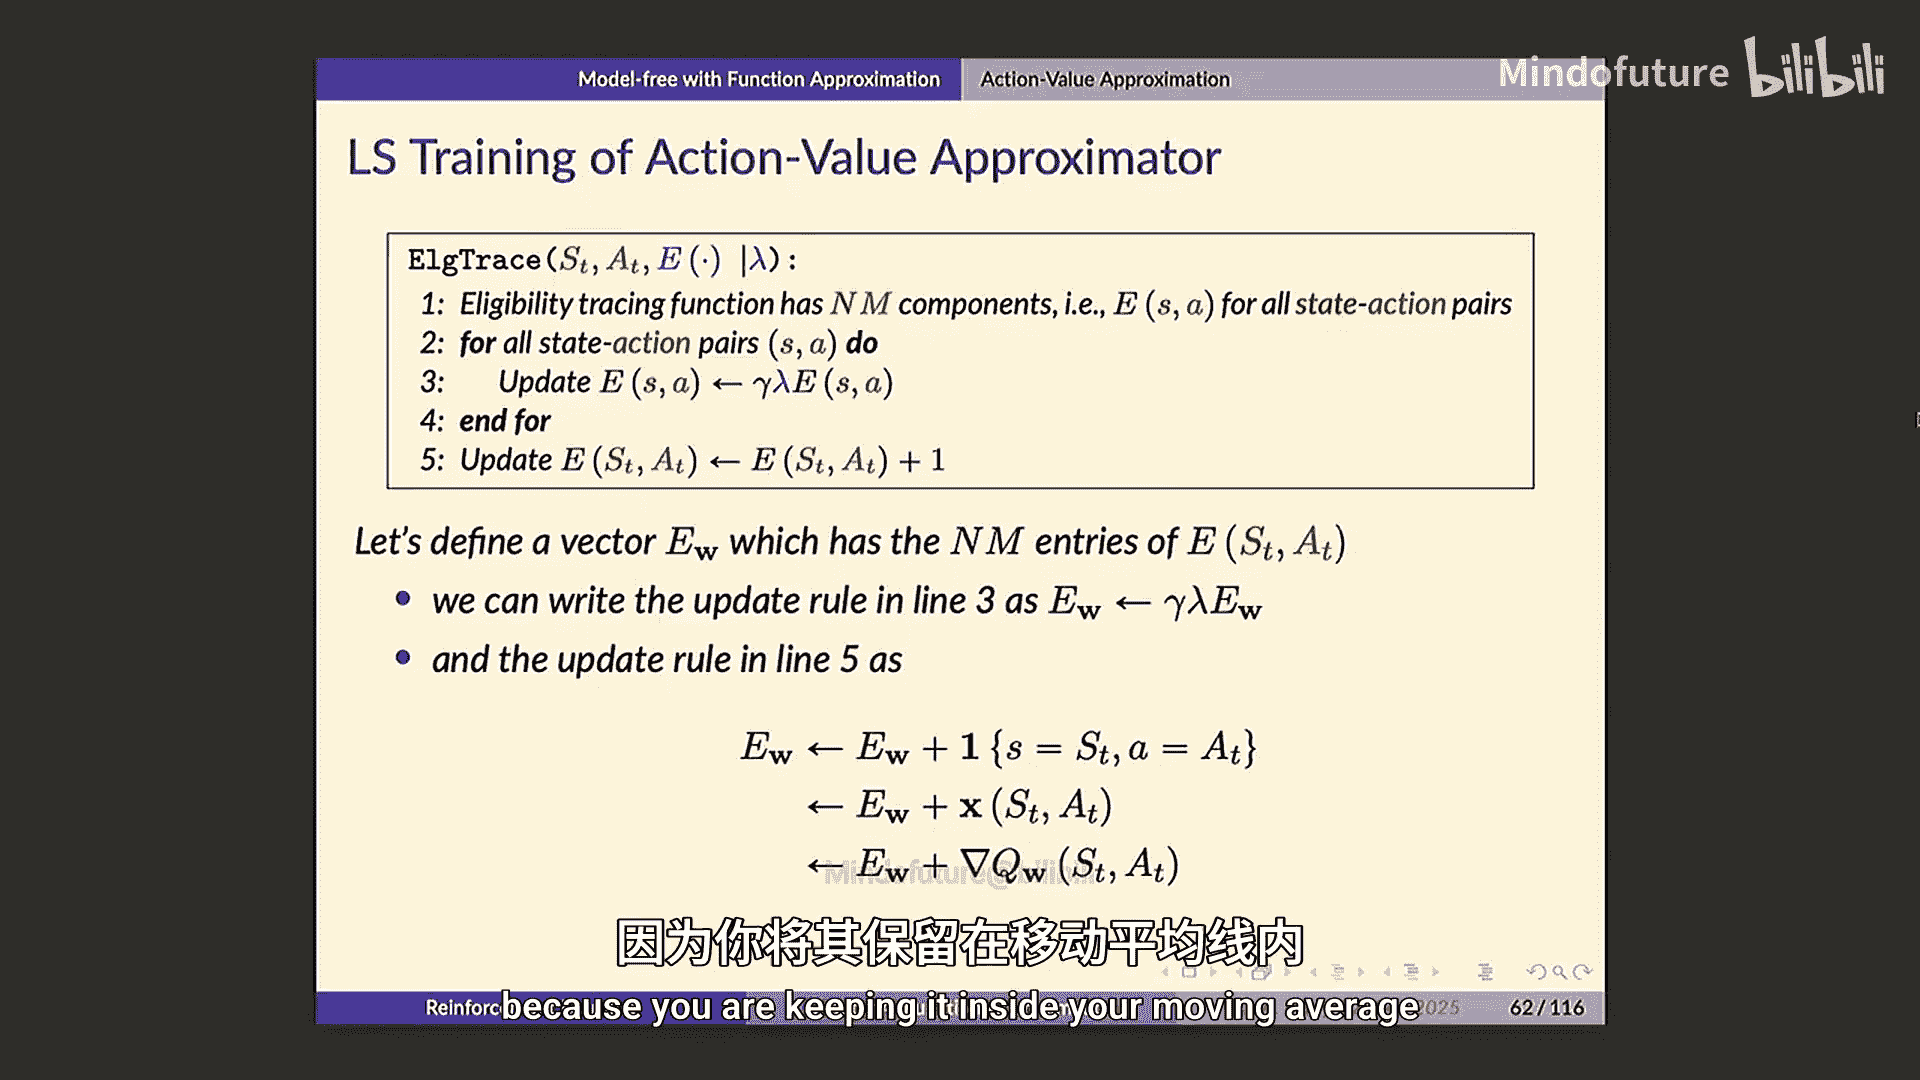 Model-free with Function Approximation Action-Value Approximation
Mindofuture bilibili
LS Training of Action-Value Approximator
ElgTrace(S_t, A_t, E(·) |λ):
1: Eligibility tracing function has NM components, i.e., E(s, a) for all state-action pairs
2: for all state-action pairs (s, a) do
3: Update E(s, a) ← γλE(s, a)
4: end for
5: Update E(S_t, A_t) ← E(S_t, A_t) + 1
Let's define a vector E_w which has the NM entries of E(S_t, A_t)
• we can write the update rule in line 3 as E_w ← γλE_w
• and the update rule in line 5 as
E_w ← E_w + 1{s = S_t, a = A_t}
← E_w + x(S_t, A_t)
← E_w + ∇Q_w(S_t, A_t)
Mindofuture@bilibili
因为你将其保留在移动平均线内
because you are keeping it inside your moving average
Reinforc
2025 62/116